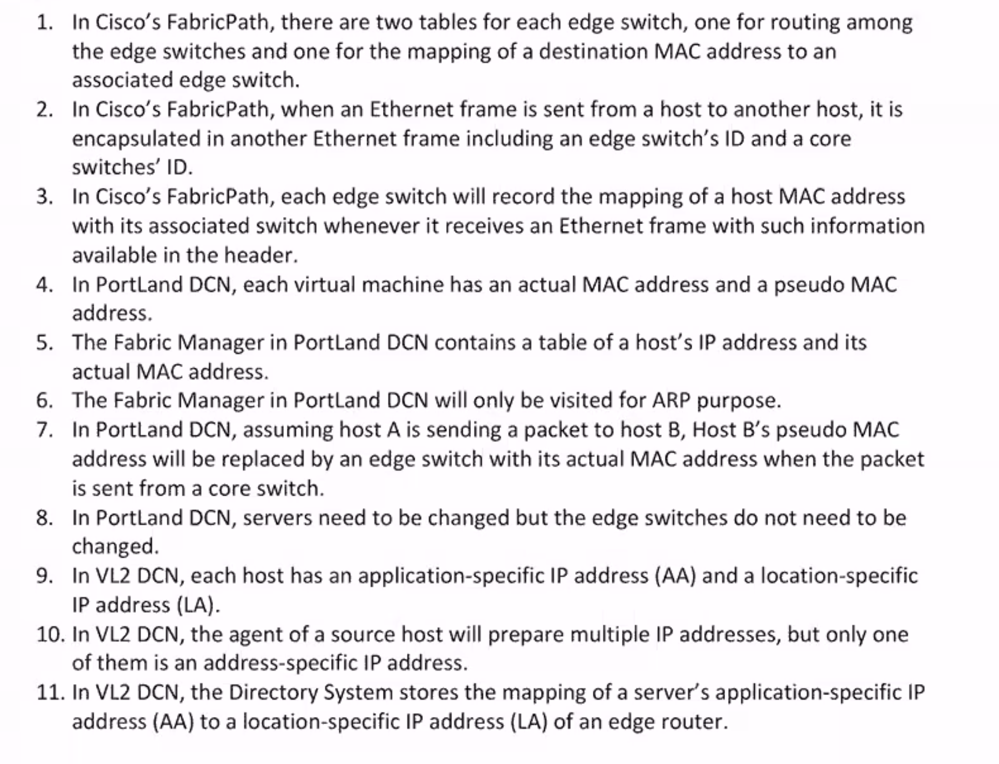 1. In Cisco’s FabricPath, there are two tables for each edge switch, one for routing among
the edge switches and one for the mapping of a destination MAC address to an
associated edge switch.
2. In Cisco’s FabricPath, when an Ethernet frame is sent from a host to another host, it is
encapsulated in another Ethernet frame including an edge switch’s ID and a core
switches’ ID.
3. In Cisco’s FabricPath, each edge switch will record the mapping of a host MAC address
with its associated switch whenever it receives an Ethernet frame with such information
available in the header.
4. In PortLand DCN, each virtual machine has an actual MAC address and a pseudo MAC
address.
5. The Fabric Manager in PortLand DCN contains a table of a host’s IP address and its
actual MAC address.
6. The Fabric Manager in PortLand DCN will only be visited for ARP purpose.
7. In PortLand DCN, assuming host A is sending a packet to host B, Host B’s pseudo MAC
address will be replaced by an edge switch with its actual MAC address when the packet
is sent from a core switch.
8. In PortLand DCN, servers need to be changed but the edge switches do not need to be
changed.
9. In VL2 DCN, each host has an application-specific IP address (AA) and a location-specific
IP address (LA).
10. In VL2 DCN, the agent of a source host will prepare multiple IP addresses, but only one
of them is an address-specific IP address.
11. In VL2 DCN, the Directory System stores the mapping of a server’s application-specific IP
address (AA) to a location-specific IP address (LA) of an edge router.